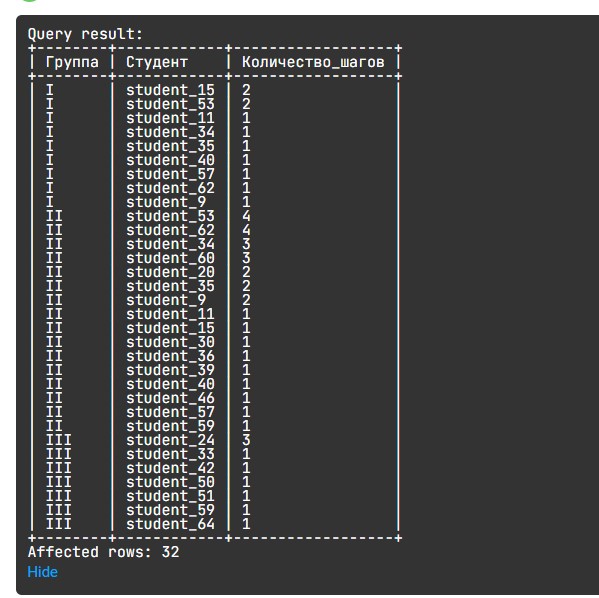 Query result:
+--------+------------+------------------+
| Группа | Студент    | Количество_шагов |
+--------+------------+------------------+
| I      | student_15 | 2                |
| I      | student_53 | 2                |
| I      | student_11 | 1                |
| I      | student_34 | 1                |
| I      | student_35 | 1                |
| I      | student_40 | 1                |
| I      | student_57 | 1                |
| I      | student_62 | 1                |
| I      | student_9  | 1                |
| II     | student_53 | 4                |
| II     | student_62 | 4                |
| II     | student_34 | 3                |
| II     | student_60 | 3                |
| II     | student_20 | 2                |
| II     | student_35 | 2                |
| II     | student_9  | 2                |
| II     | student_11 | 1                |
| II     | student_15 | 1                |
| II     | student_30 | 1                |
| II     | student_36 | 1                |
| II     | student_39 | 1                |
| II     | student_40 | 1                |
| II     | student_46 | 1                |
| II     | student_57 | 1                |
| II     | student_59 | 1                |
| III    | student_24 | 3                |
| III    | student_33 | 1                |
| III    | student_42 | 1                |
| III    | student_50 | 1                |
| III    | student_51 | 1                |
| III    | student_59 | 1                |
| III    | student_64 | 1                |
+--------+------------+------------------+
Affected rows: 32
Hide